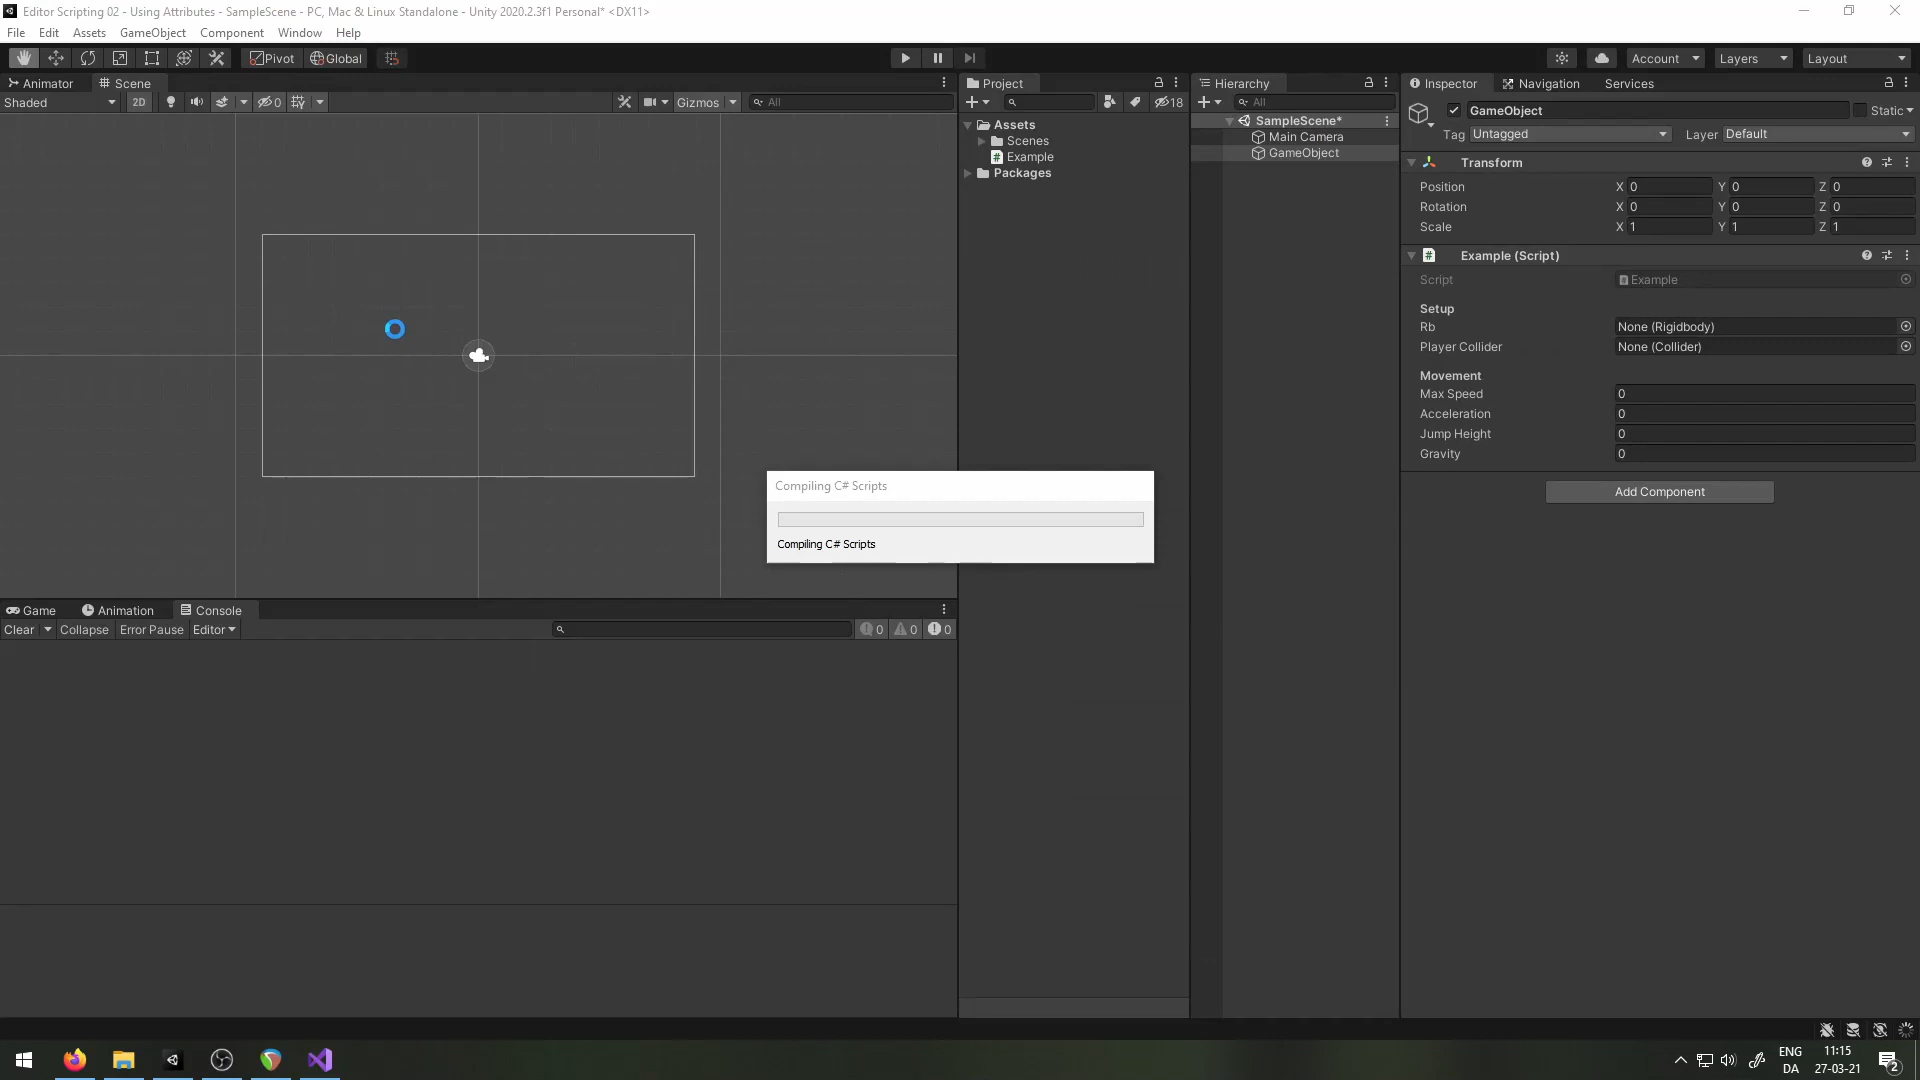 Editor Scripting 02 - Using Attributes - SampleScene - PC, Mac & Linux Standalone - Unity 2020.2.3f1 Personal* <DX11>
File Edit Assets GameObject Component Window Help
Pivot Global Account Layers Layout
Animator Scene
Shaded 2D 0 Gizmos All
Project
18
Assets
Scenes
Example
Packages
Hierarchy
All
SampleScene*
Main Camera
GameObject
Inspector Navigation Services
GameObject Static
Tag Untagged Layer Default
Transform
Position X 0 Y 0 Z 0
Rotation X 0 Y 0 Z 0
Scale X 1 Y 1 Z 1
# Example (Script)
Script Example
Setup
Rb None (Rigidbody)
Player Collider None (Collider)
Movement
Max Speed 0
Acceleration 0
Jump Height 0
Gravity 0
Add Component
Compiling C# Scripts
Compiling C# Scripts
Game Animation Console
Clear Collapse Error Pause Editor 0 0 0
ENG 11:15
DA 27-03-21 2